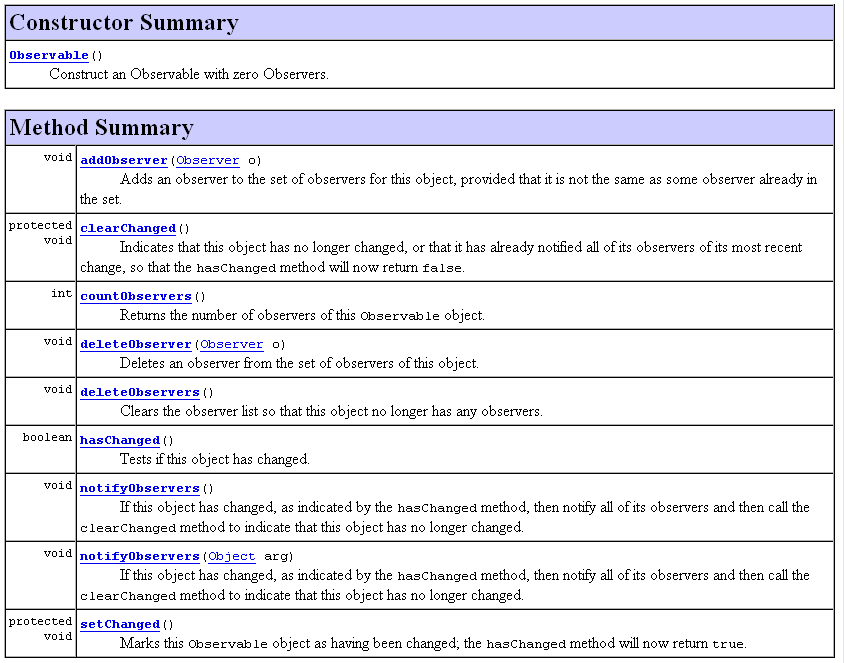 Constructor Summary
Observable()
Construct an Observable with zero Observers.
Method Summary
void addObserver(Observer o)
Adds an observer to the set of observers for this object, provided that it is not the same as some observer already in
the set.
protected void clearChanged()
Indicates that this object has no longer changed, or that it has already notified all of its observers of its most recent
change, so that the hasChanged method will now return false.
int countObservers()
Returns the number of observers of this Observable object.
void deleteObserver(Observer o)
Deletes an observer from the set of observers of this object.
void deleteObservers()
Clears the observer list so that this object no longer has any observers.
boolean hasChanged()
Tests if this object has changed.
void notifyObservers()
If this object has changed, as indicated by the hasChanged method, then notify all of its observers and then call the
clearChanged method to indicate that this object has no longer changed.
void notifyObservers(Object arg)
If this object has changed, as indicated by the hasChanged method, then notify all of its observers and then call the
clearChanged method to indicate that this object has no longer changed.
protected void setChanged()
Marks this Observable object as having been changed; the hasChanged method will now return true.